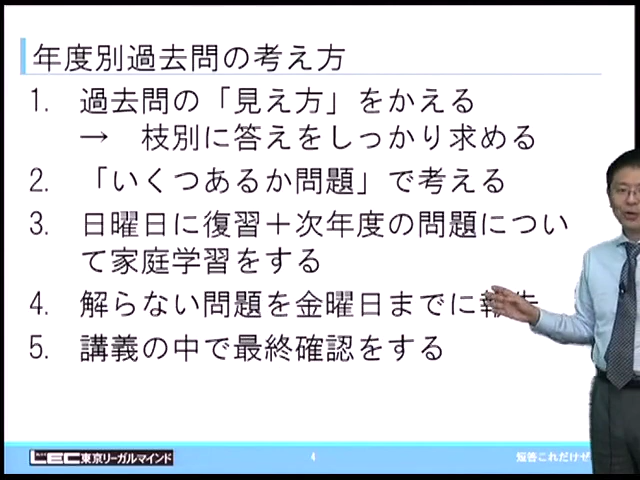 年度別過去問の考え方
1. 過去問の「見え方」をかえる
→ 枝別に答えをしっかり求める
2. 「いくつあるか問題」で考える
3. 日曜日に復習＋次年度の問題につい
て家庭学習をする
4. 解らない問題を金曜日までに報告
5. 講義の中で最終確認をする
LEC東京リーガルマインド
4
短答これだけぜ